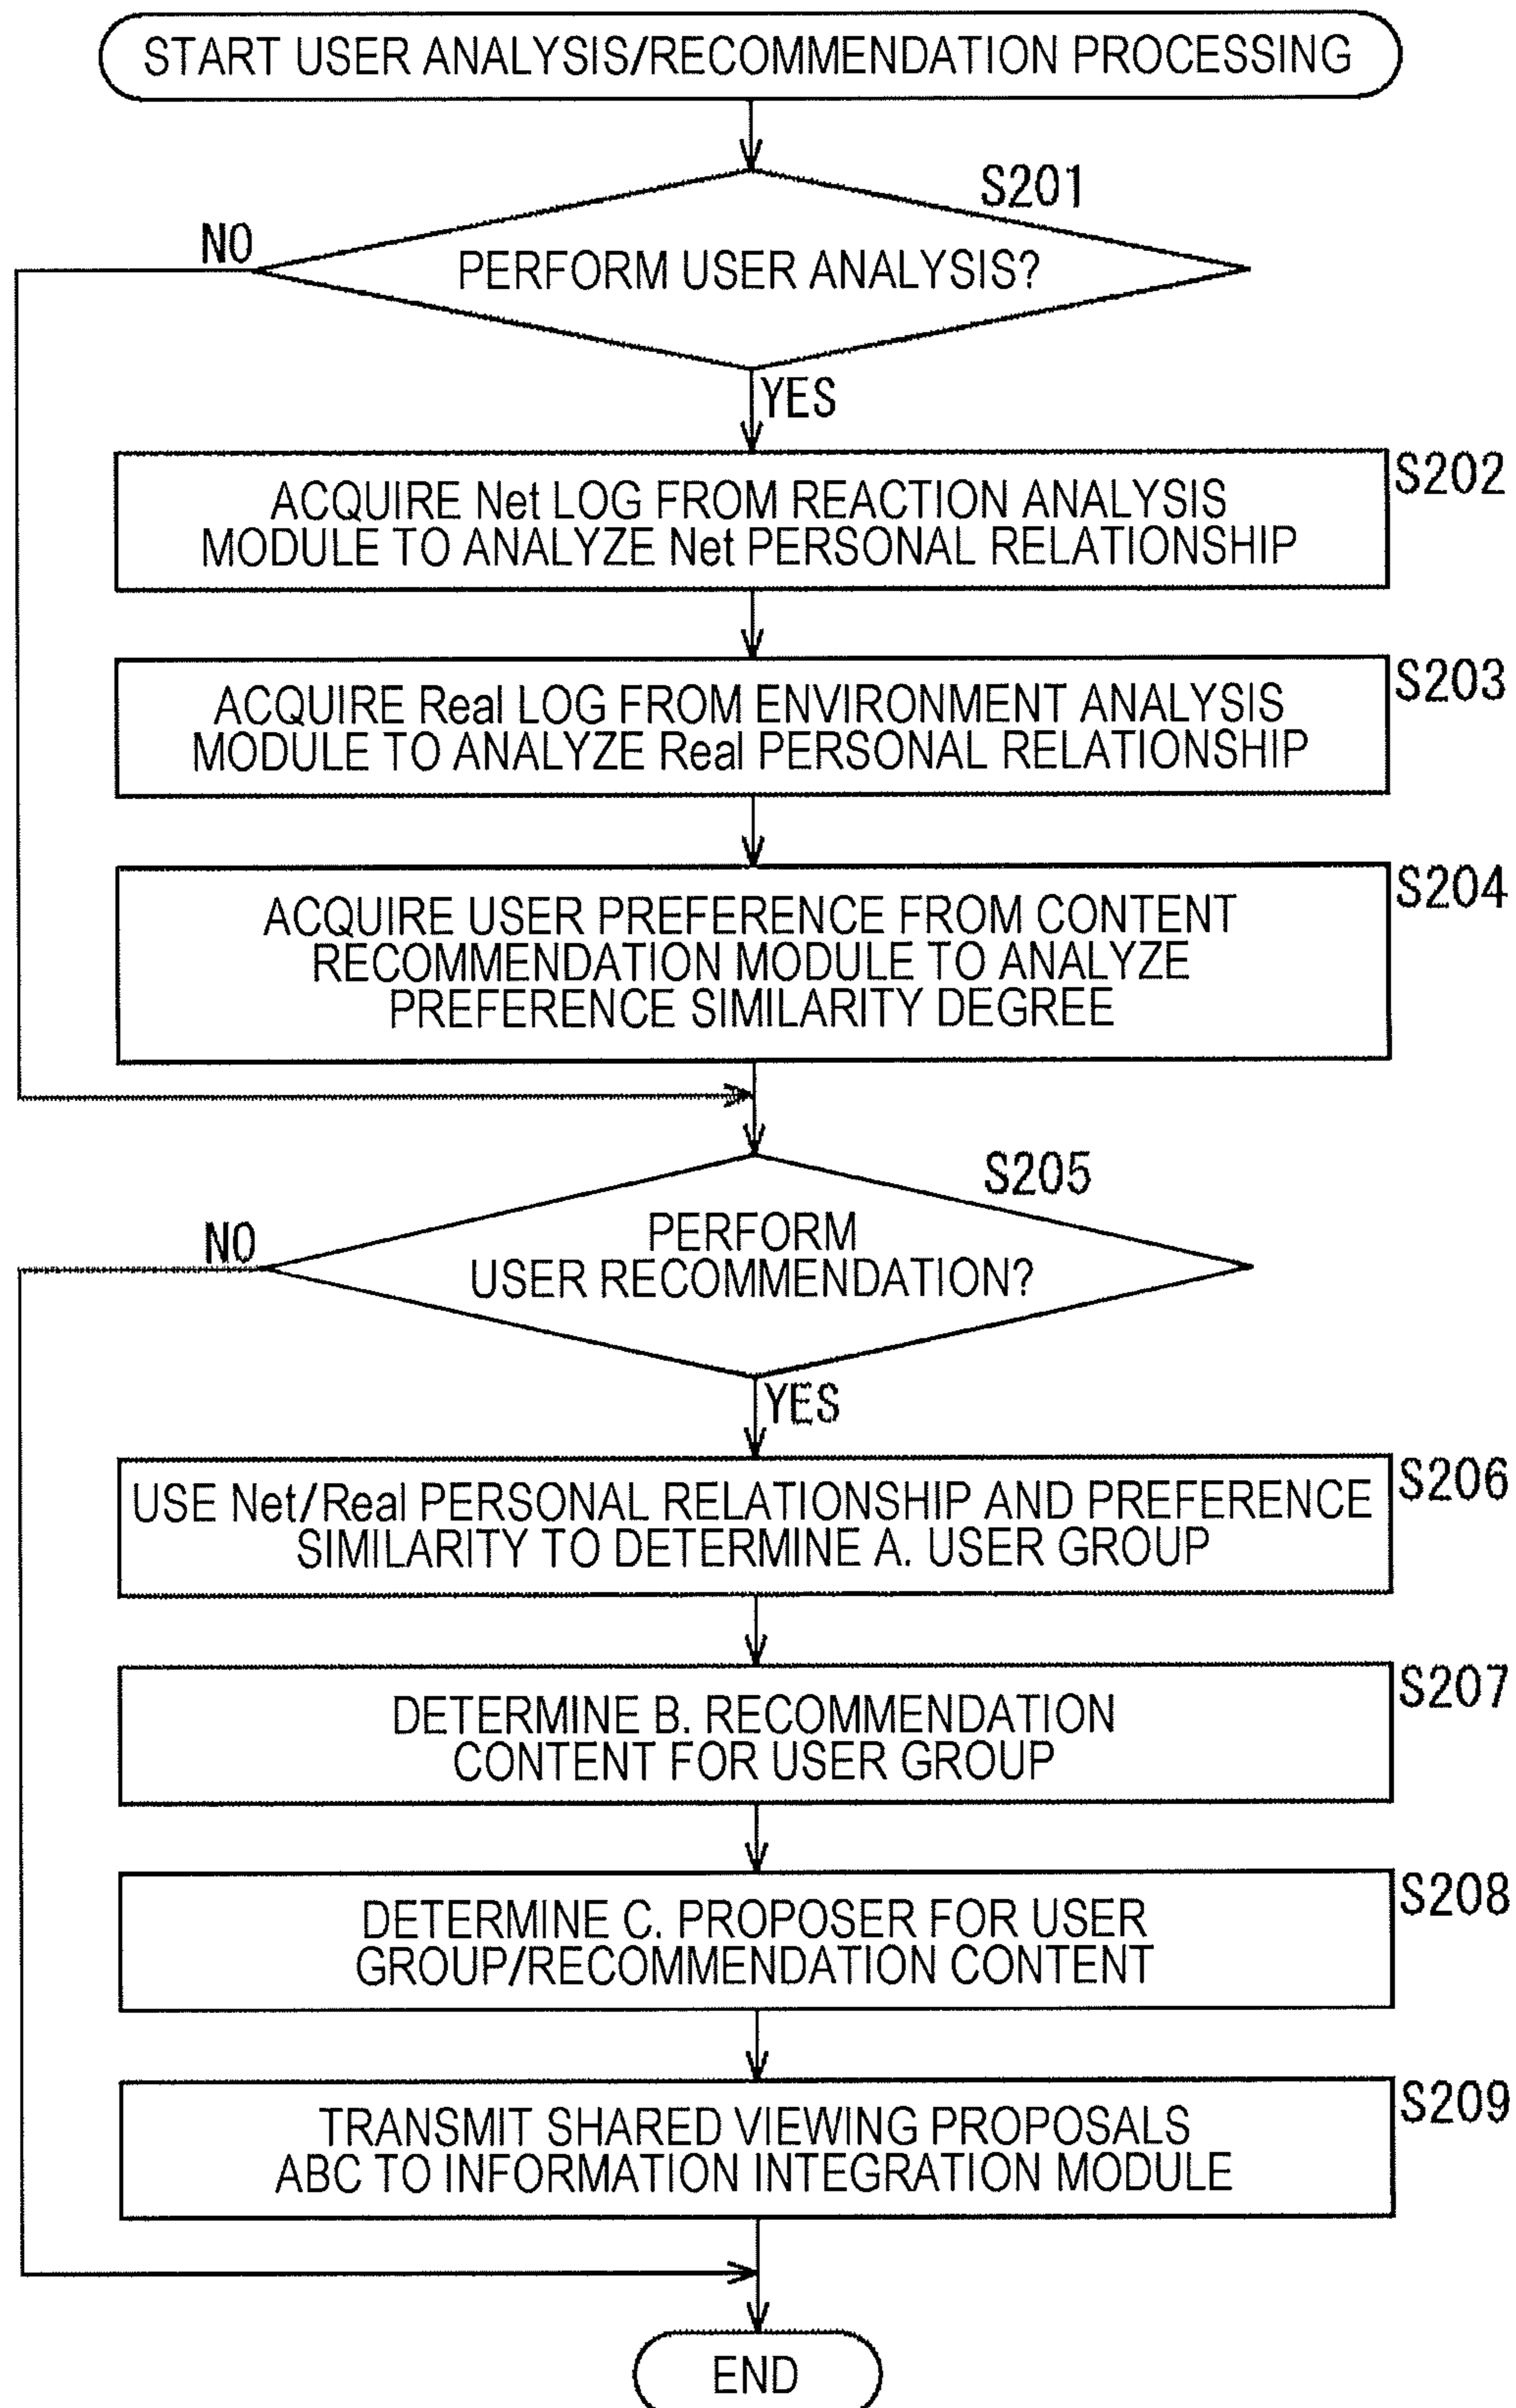 START USER ANALYSIS/RECOMMENDATION PROCESSING
S201
NO
PERFORM USER ANALYSIS?
YES
S202
ACQUIRE Net LOG FROM REACTION ANALYSIS
MODULE TO ANALYZE Net PERSONAL RELATIONSHIP
S203
ACQUIRE Real LOG FROM ENVIRONMENT ANALYSIS
MODULE TO ANALYZE Real PERSONAL RELATIONSHIP
S204
ACQUIRE USER PREFERENCE FROM CONTENT
RECOMMENDATION MODULE TO ANALYZE
PREFERENCE SIMILARITY DEGREE
S205
NO
PERFORM
USER RECOMMENDATION?
YES
S206
USE Net/Real PERSONAL RELATIONSHIP AND PREFERENCE
SIMILARITY TO DETERMINE A. USER GROUP
S207
DETERMINE B. RECOMMENDATION
CONTENT FOR USER GROUP
S208
DETERMINE C. PROPOSER FOR USER
GROUP/RECOMMENDATION CONTENT
S209
TRANSMIT SHARED VIEWING PROPOSALS
ABC TO INFORMATION INTEGRATION MODULE
END